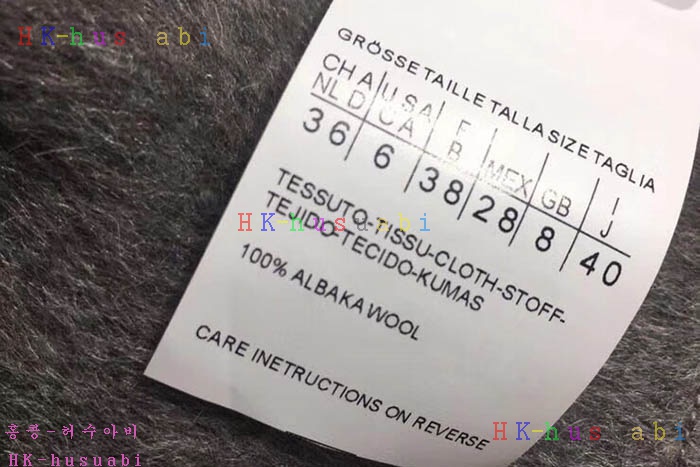 HK-husuabi
GRÖSSE TAILLE TALLA SIZE TAGLIA
CH A USA F MEX GB I
NL D CA B J
36 6 38 28 8 40
TESSUTO-TISSU-CLOTH-STOFF-
HK-husuabi
TEJIDO-TECIDO-KUMAS
100% ALBAKA WOOL
CARE INETRUCTIONS ON REVERSE
홍콩-허수아비
HK-husuabi
HK-husuabi